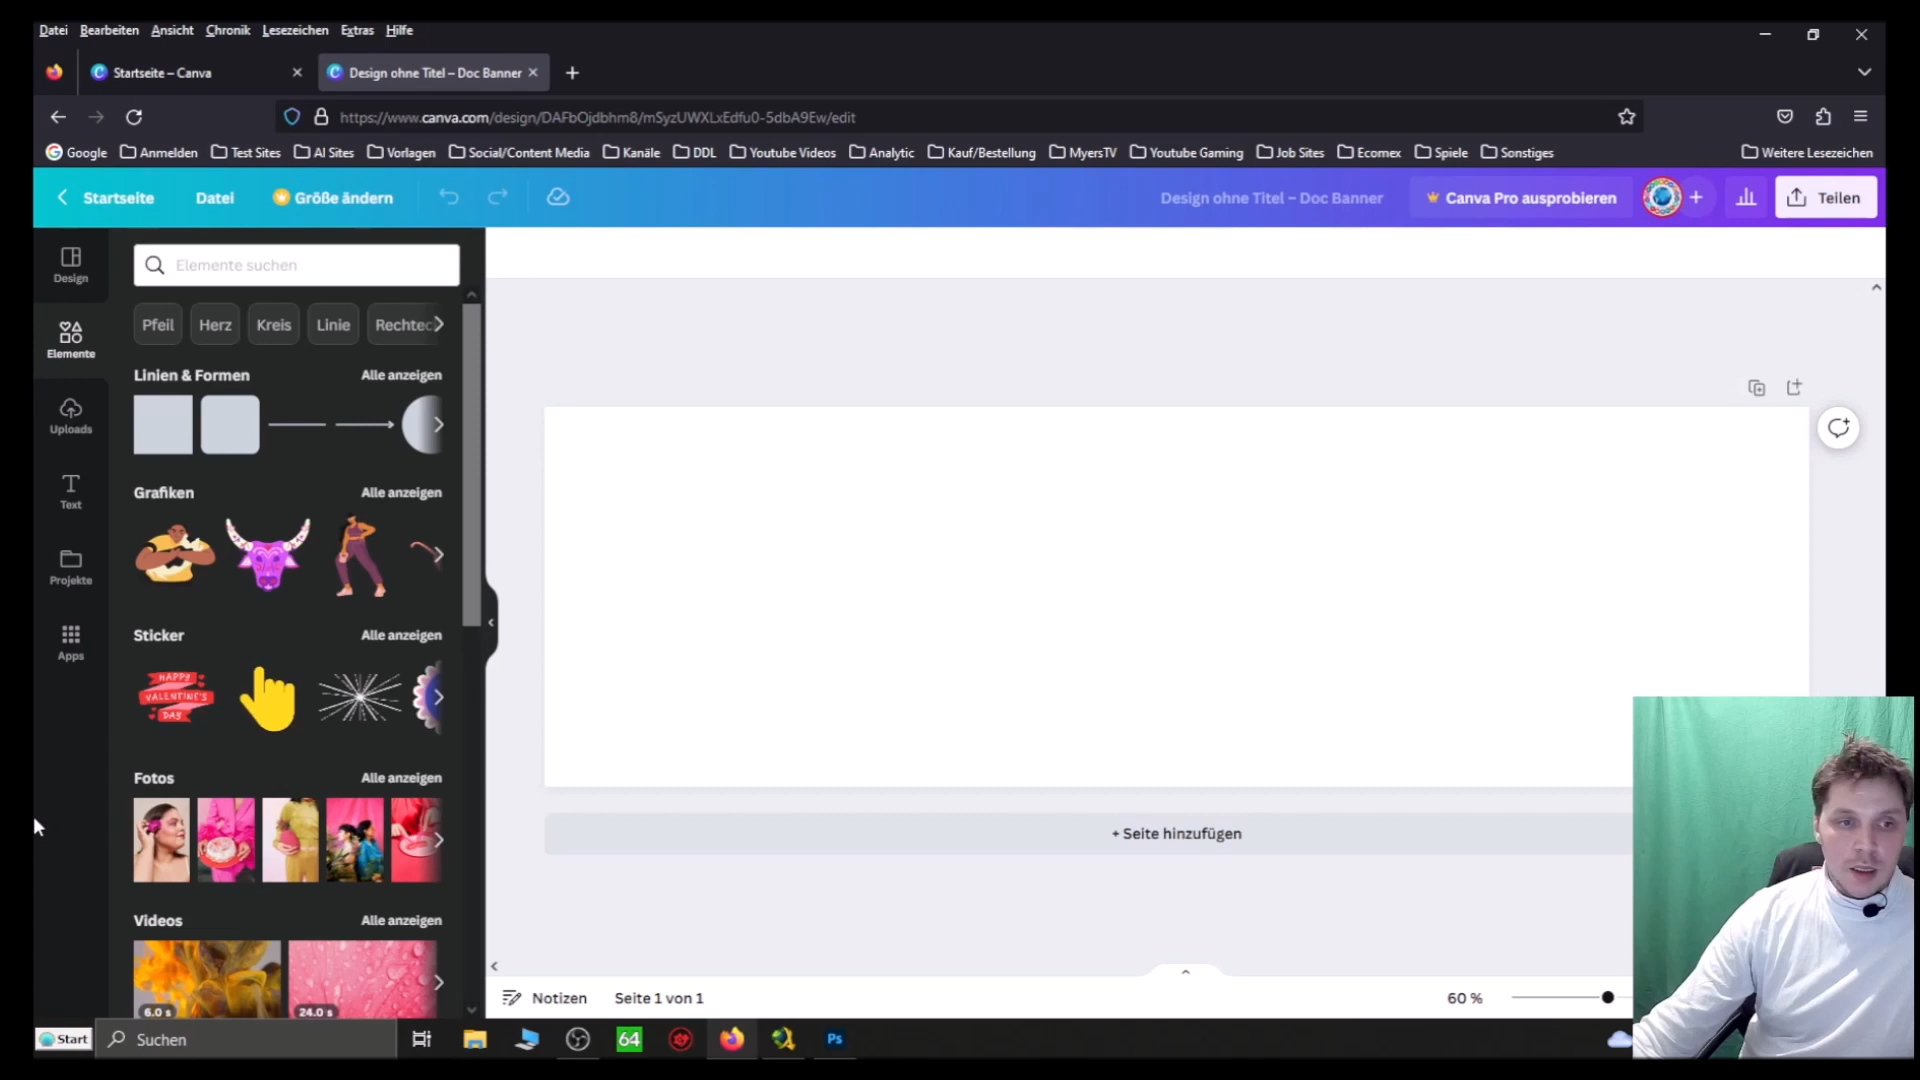 Datei Bearbeiten Ansicht Chronik Lesezeichen Extras Hilfe
Startseite – Canva
Design ohne Titel – Doc Banner
https://www.canva.com/design/DAFbOjdbhm8/mSyzUWXLxEdfu0-5dbA9Ew/edit
Google Anmelden Test Sites AI Sites Vorlagen Social/Content Media Kanäle DDL Youtube Videos Analytic Kauf/Bestellung MyersTV Youtube Gaming Job Sites Ecomex Spiele Sonstiges Weitere Lesezeichen
Startseite Datei Größe ändern Design ohne Titel – Doc Banner Canva Pro ausprobieren Teilen
Design
Elemente
Uploads
Text
Projekte
Apps
Elemente suchen
Pfeil Herz Kreis Linie Rechtec
Linien & Formen Alle anzeigen
Grafiken Alle anzeigen
Sticker Alle anzeigen
HAPPY
VALENTINE'S
DAY
Fotos Alle anzeigen
Videos Alle anzeigen
6.0 s 24.0 s
+ Seite hinzufügen
Notizen Seite 1 von 1 60 %
Start Suchen 64 Ps